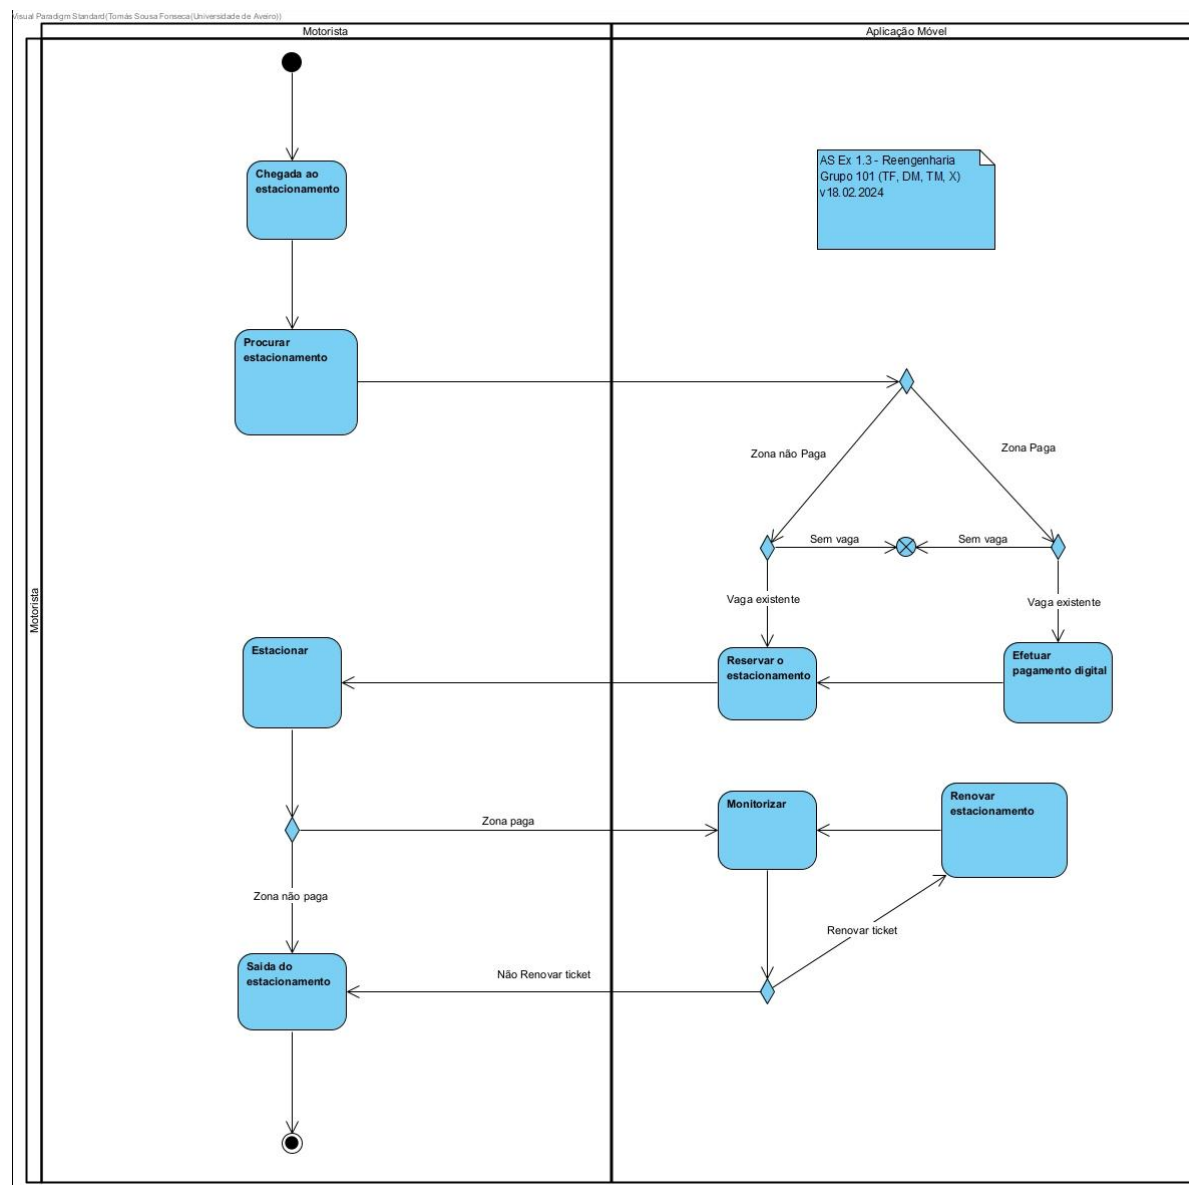 Visual Paradigm Standard(Tomás Sousa Fonseca(Universidade de Aveiro))
Motorista
Aplicação Móvel
Chegada ao
estacionamento
AS Ex 1.3 - Reengenharia
Grupo 101 (TF, DM, TM, X)
v18.02.2024
Procurar
estacionamento
Zona não Paga
Zona Paga
Sem vaga
Sem vaga
Vaga existente
Vaga existente
Motorista
Estacionar
Reservar o
estacionamento
Efetuar
pagamento digital
Monitorizar
Renovar
estacionamento
Zona paga
Zona não paga
Renovar ticket
Saida do
estacionamento
Não Renovar ticket